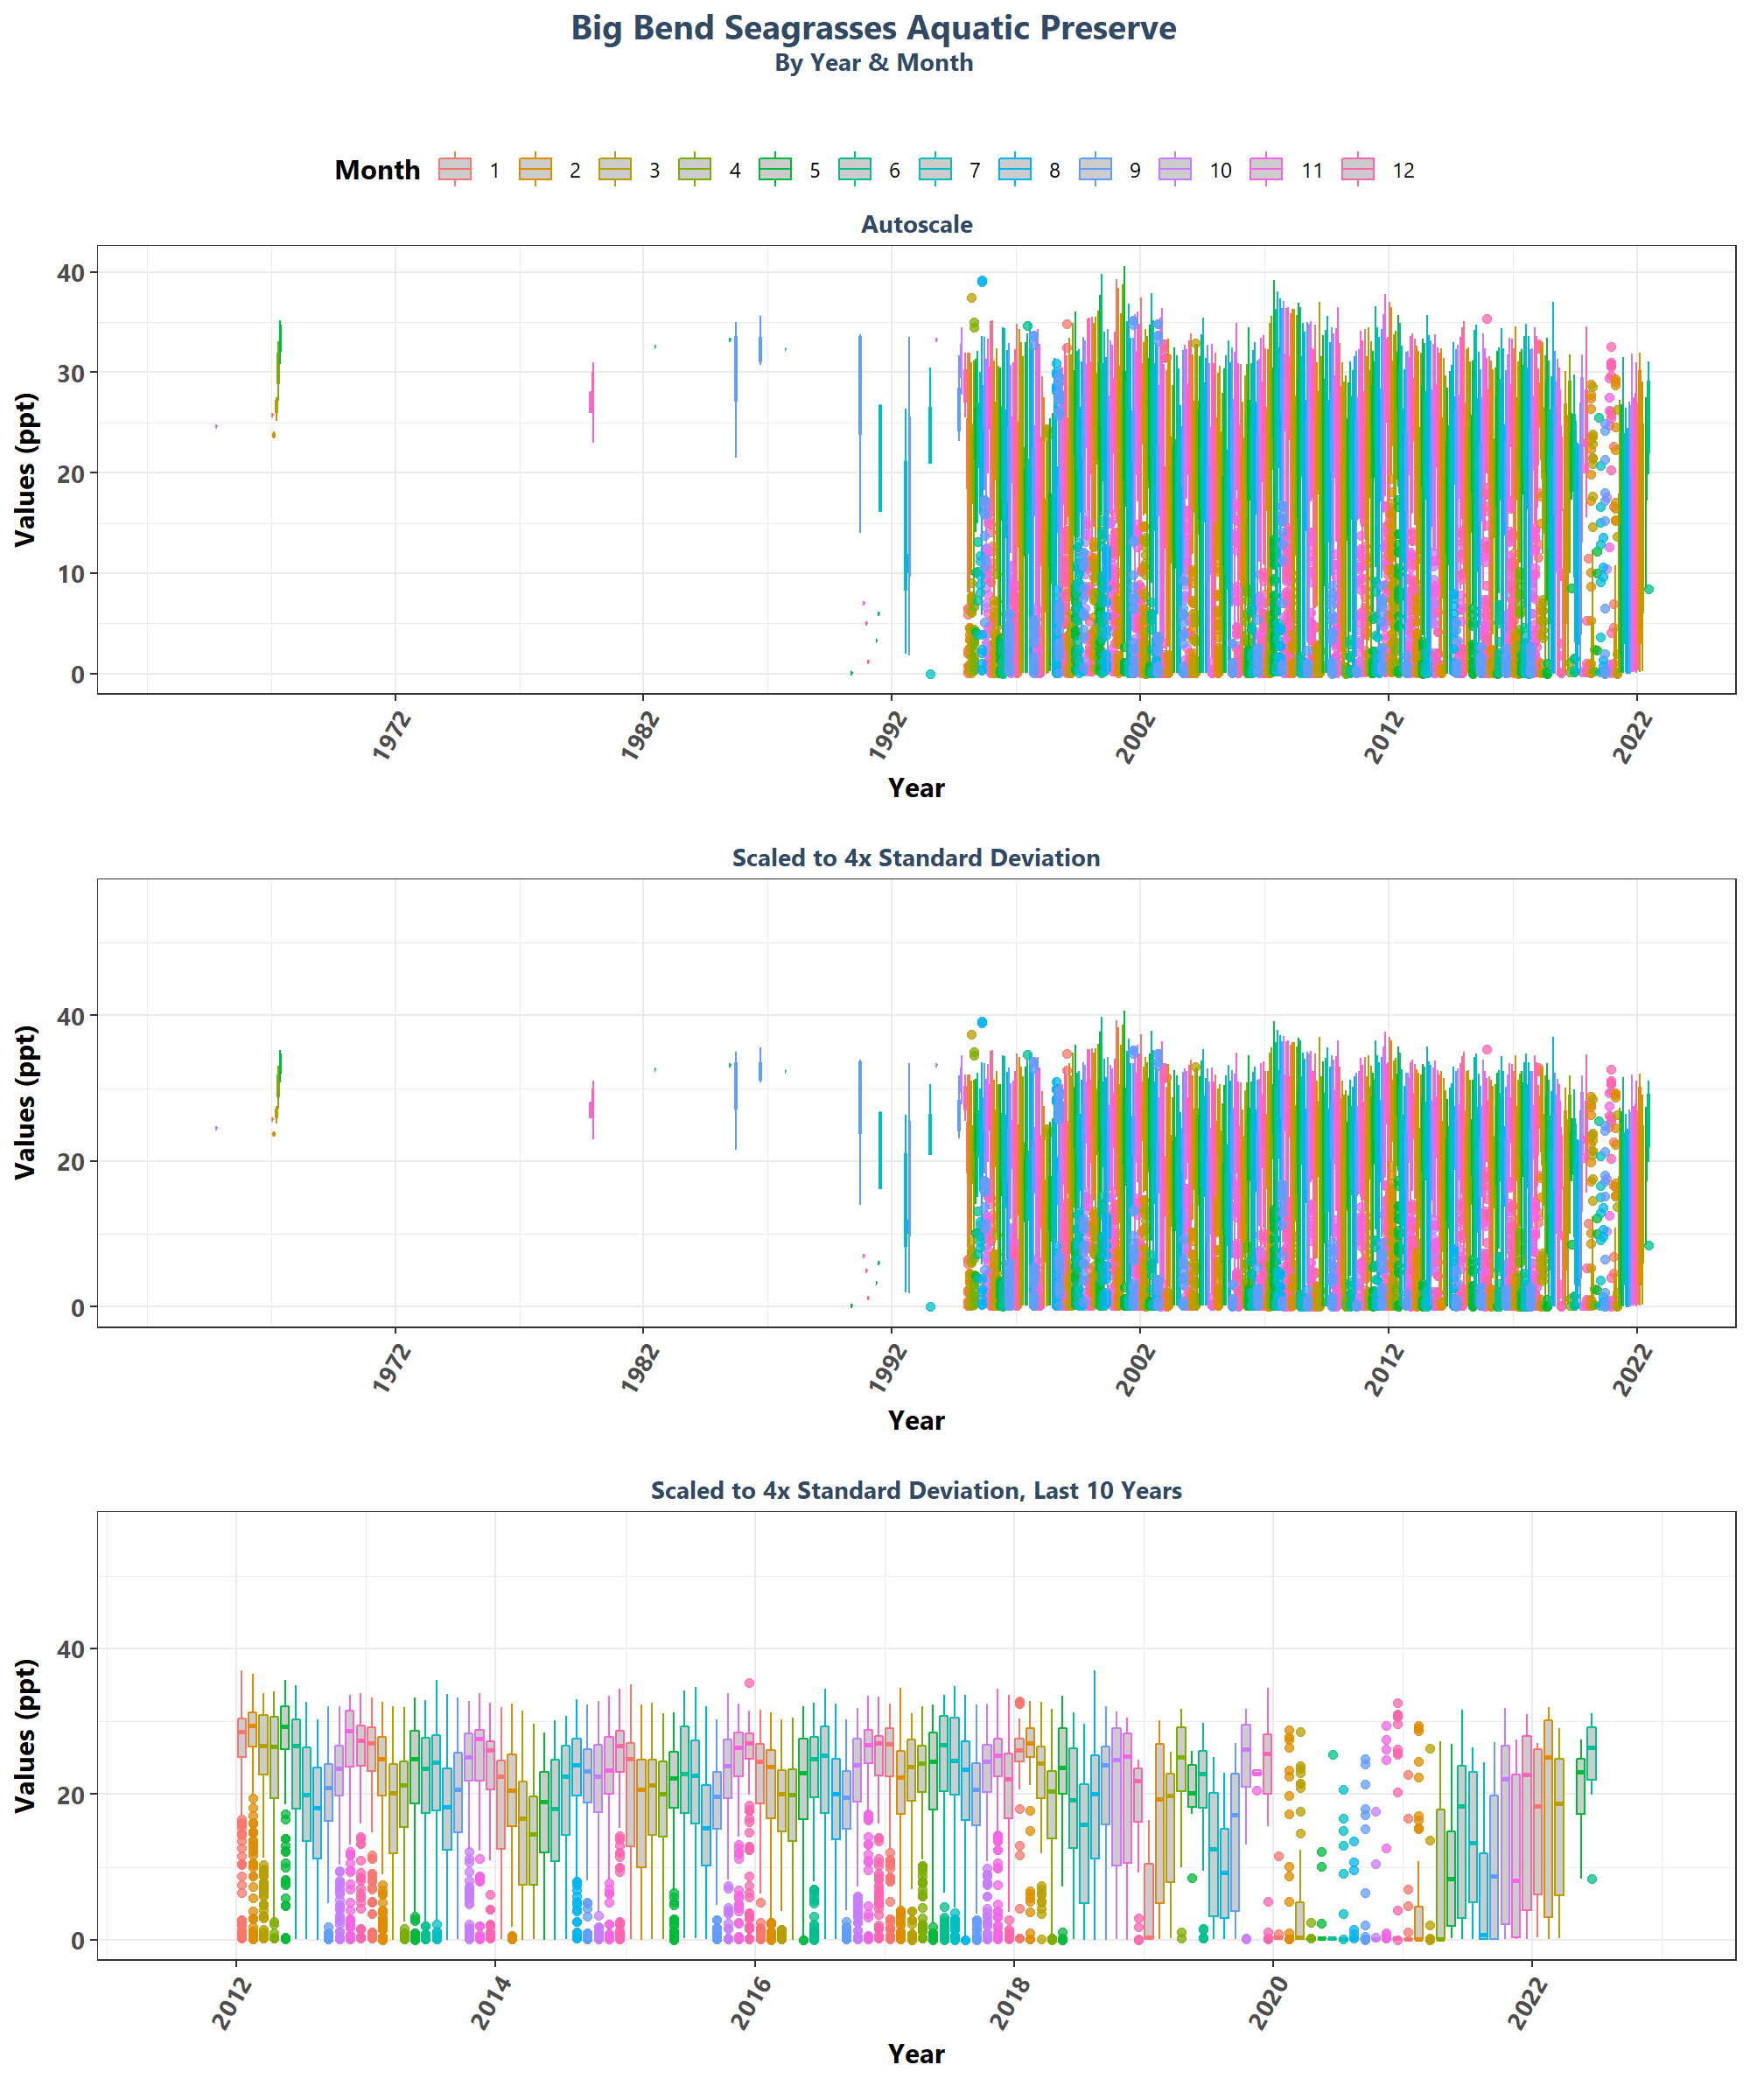 Big Bend Seagrasses Aquatic Preserve
By Year & Month
Month 1 2 3 4 5 6 7 8 9 10 11 12
Autoscale
Values (ppt)
40
30
20
10
0
1972 1982 1992 2002 2012 2022
Year
Scaled to 4x Standard Deviation
Values (ppt)
40
20
0
1972 1982 1992 2002 2012 2022
Year
Scaled to 4x Standard Deviation, Last 10 Years
Values (ppt)
40
20
0
2012 2014 2016 2018 2020 2022
Year